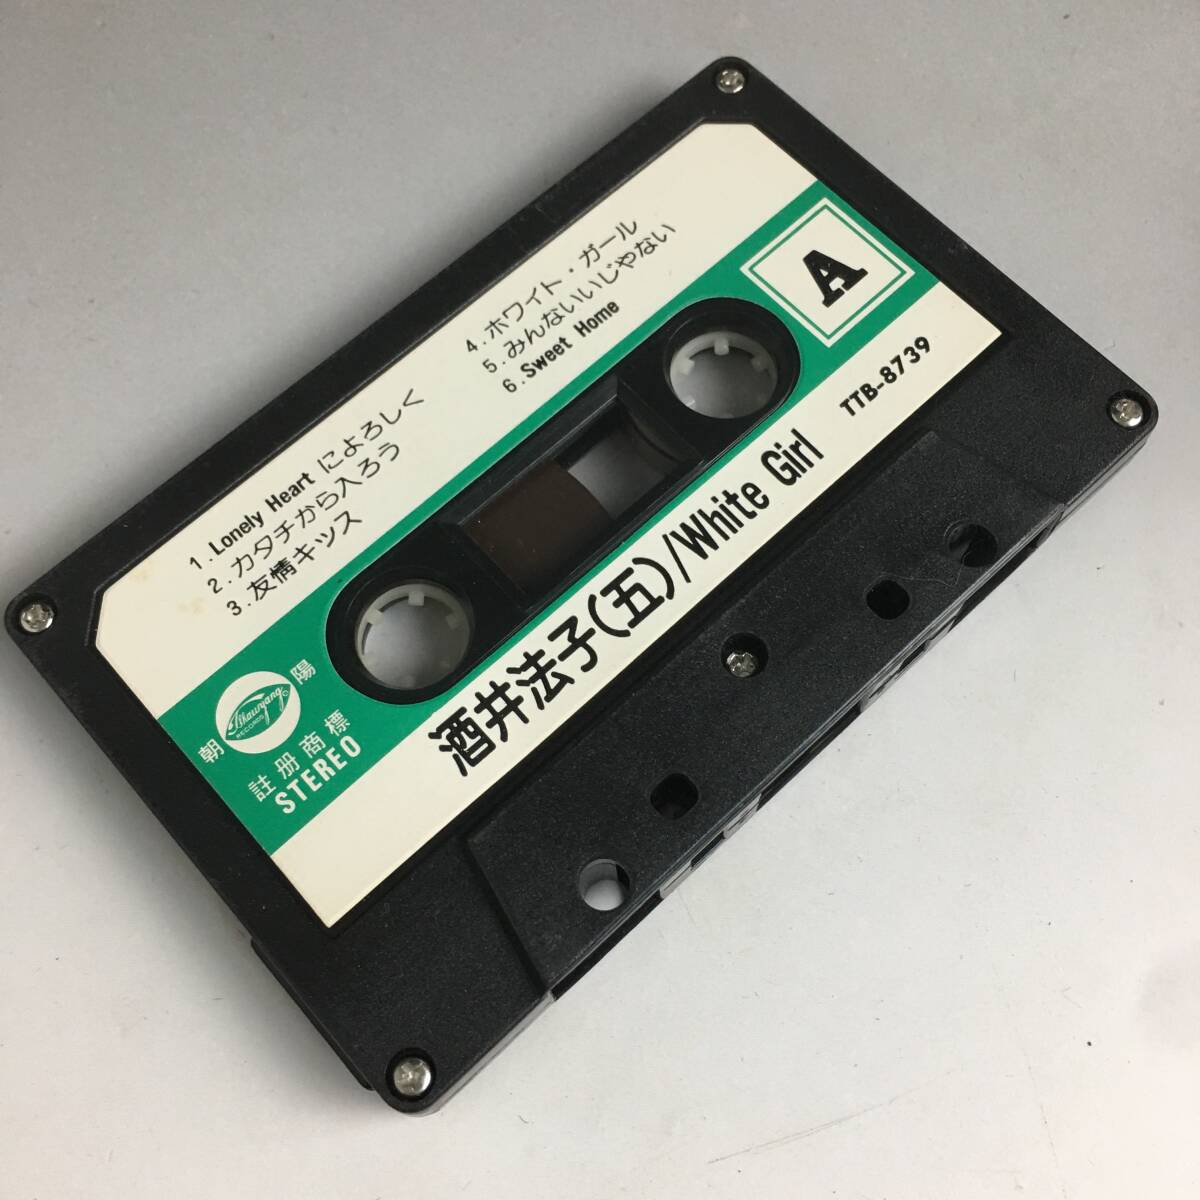 1. Lonely Heart によろしく
2. カタチから入ろう
3. 友情キッス
4. ホワイト・ガール
5. みんないいじゃない
6. Sweet Home
A
朝陽
RECORDS
註册商標
STEREO
酒井法子(五)/White Girl
TTB-8739